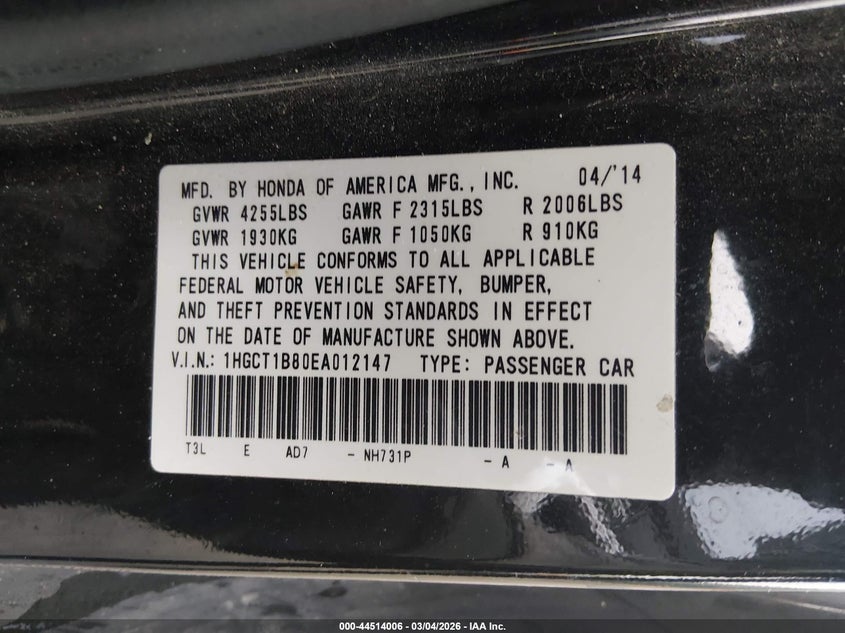 MFD. BY HONDA OF AMERICA MFG., INC. 04/'14
GVWR 4255LBS GAWR F 2315LBS R 2006LBS
GVWR 1930KG GAWR F 1050KG R 910KG
THIS VEHICLE CONFORMS TO ALL APPLICABLE
FEDERAL MOTOR VEHICLE SAFETY, BUMPER,
AND THEFT PREVENTION STANDARDS IN EFFECT
ON THE DATE OF MANUFACTURE SHOWN ABOVE.
V.I.N.: 1HGCT1B80EA012147 TYPE: PASSENGER CAR
T3L E AD7 - NH731P - A - A
000-44514006 - 03/04/2026 - IAA Inc.